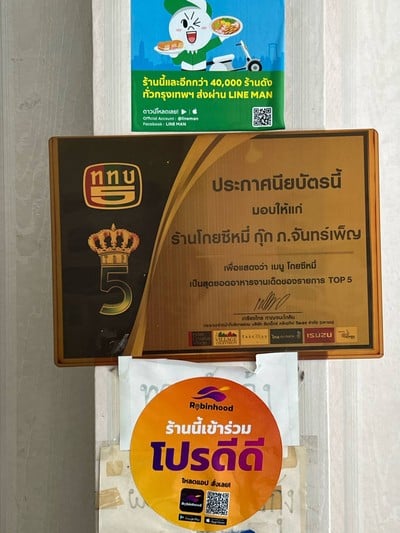 ร้านนี้และอีกกว่า 40,000 ร้านดัง
ทั่วกรุงเทพฯ ส่งผ่าน LINE MAN
ดาวน์โหลดเลย!
Official Account : @lineman
Facebook : LINE MAN
ททบ
5
5
ประกาศนียบัตรนี้
มอบให้แก่
ร้านโกยซีหมี่ กุ๊ก ภ.จันทร์เพ็ญ
เพื่อแสดงว่า เมนู โกยซีหมี่
เป็นสุดยอดอาหารจานเด็ดของรายการ TOP 5
ISUZU
Robinhood
ร้านนี้เข้าร่วม
โปรดีดี
โหลดแอป สั่งเลย!
Robinhood